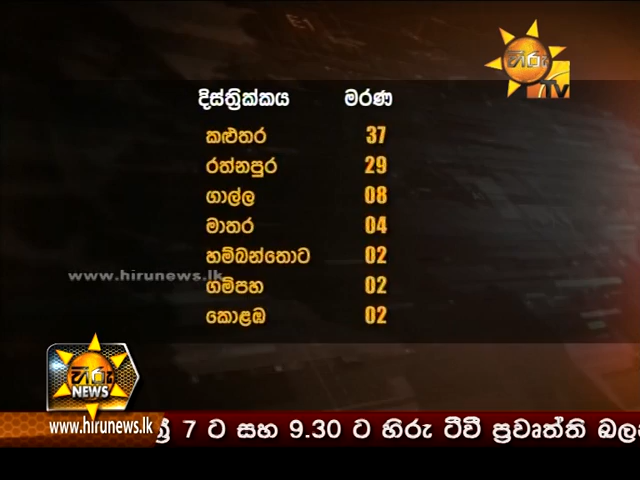 හිරු
TV
දිස්ත්‍රික්කය මරණ
කළුතර 37
රත්නපුර 29
ගාල්ල 08
මාතර 04
හම්බන්තොට 02
www.hirunews.lk
ගම්පහ 02
කොළඹ 02
හිරු
NEWS
www.hirunews.lk 7 ට සහ 9.30 ට හිරු ටීවී ප්‍රවෘත්ති